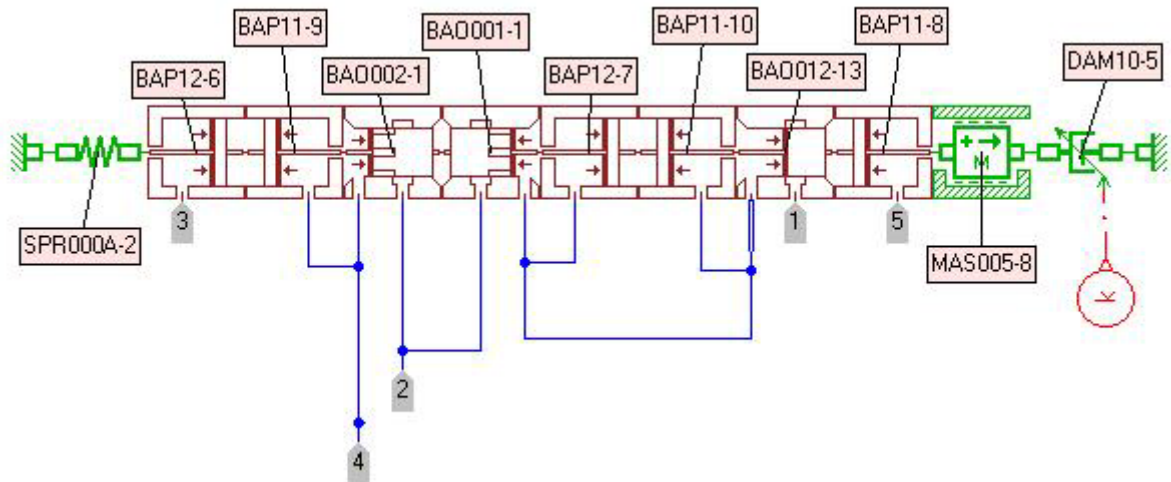 BAP11-9
BAO001-1
BAP11-10
BAP11-8
BAP12-6
BAO002-1
BAP12-7
BAO012-13
DAM10-5
M
3
1
5
SPR000A-2
MAS005-8
K
2
4